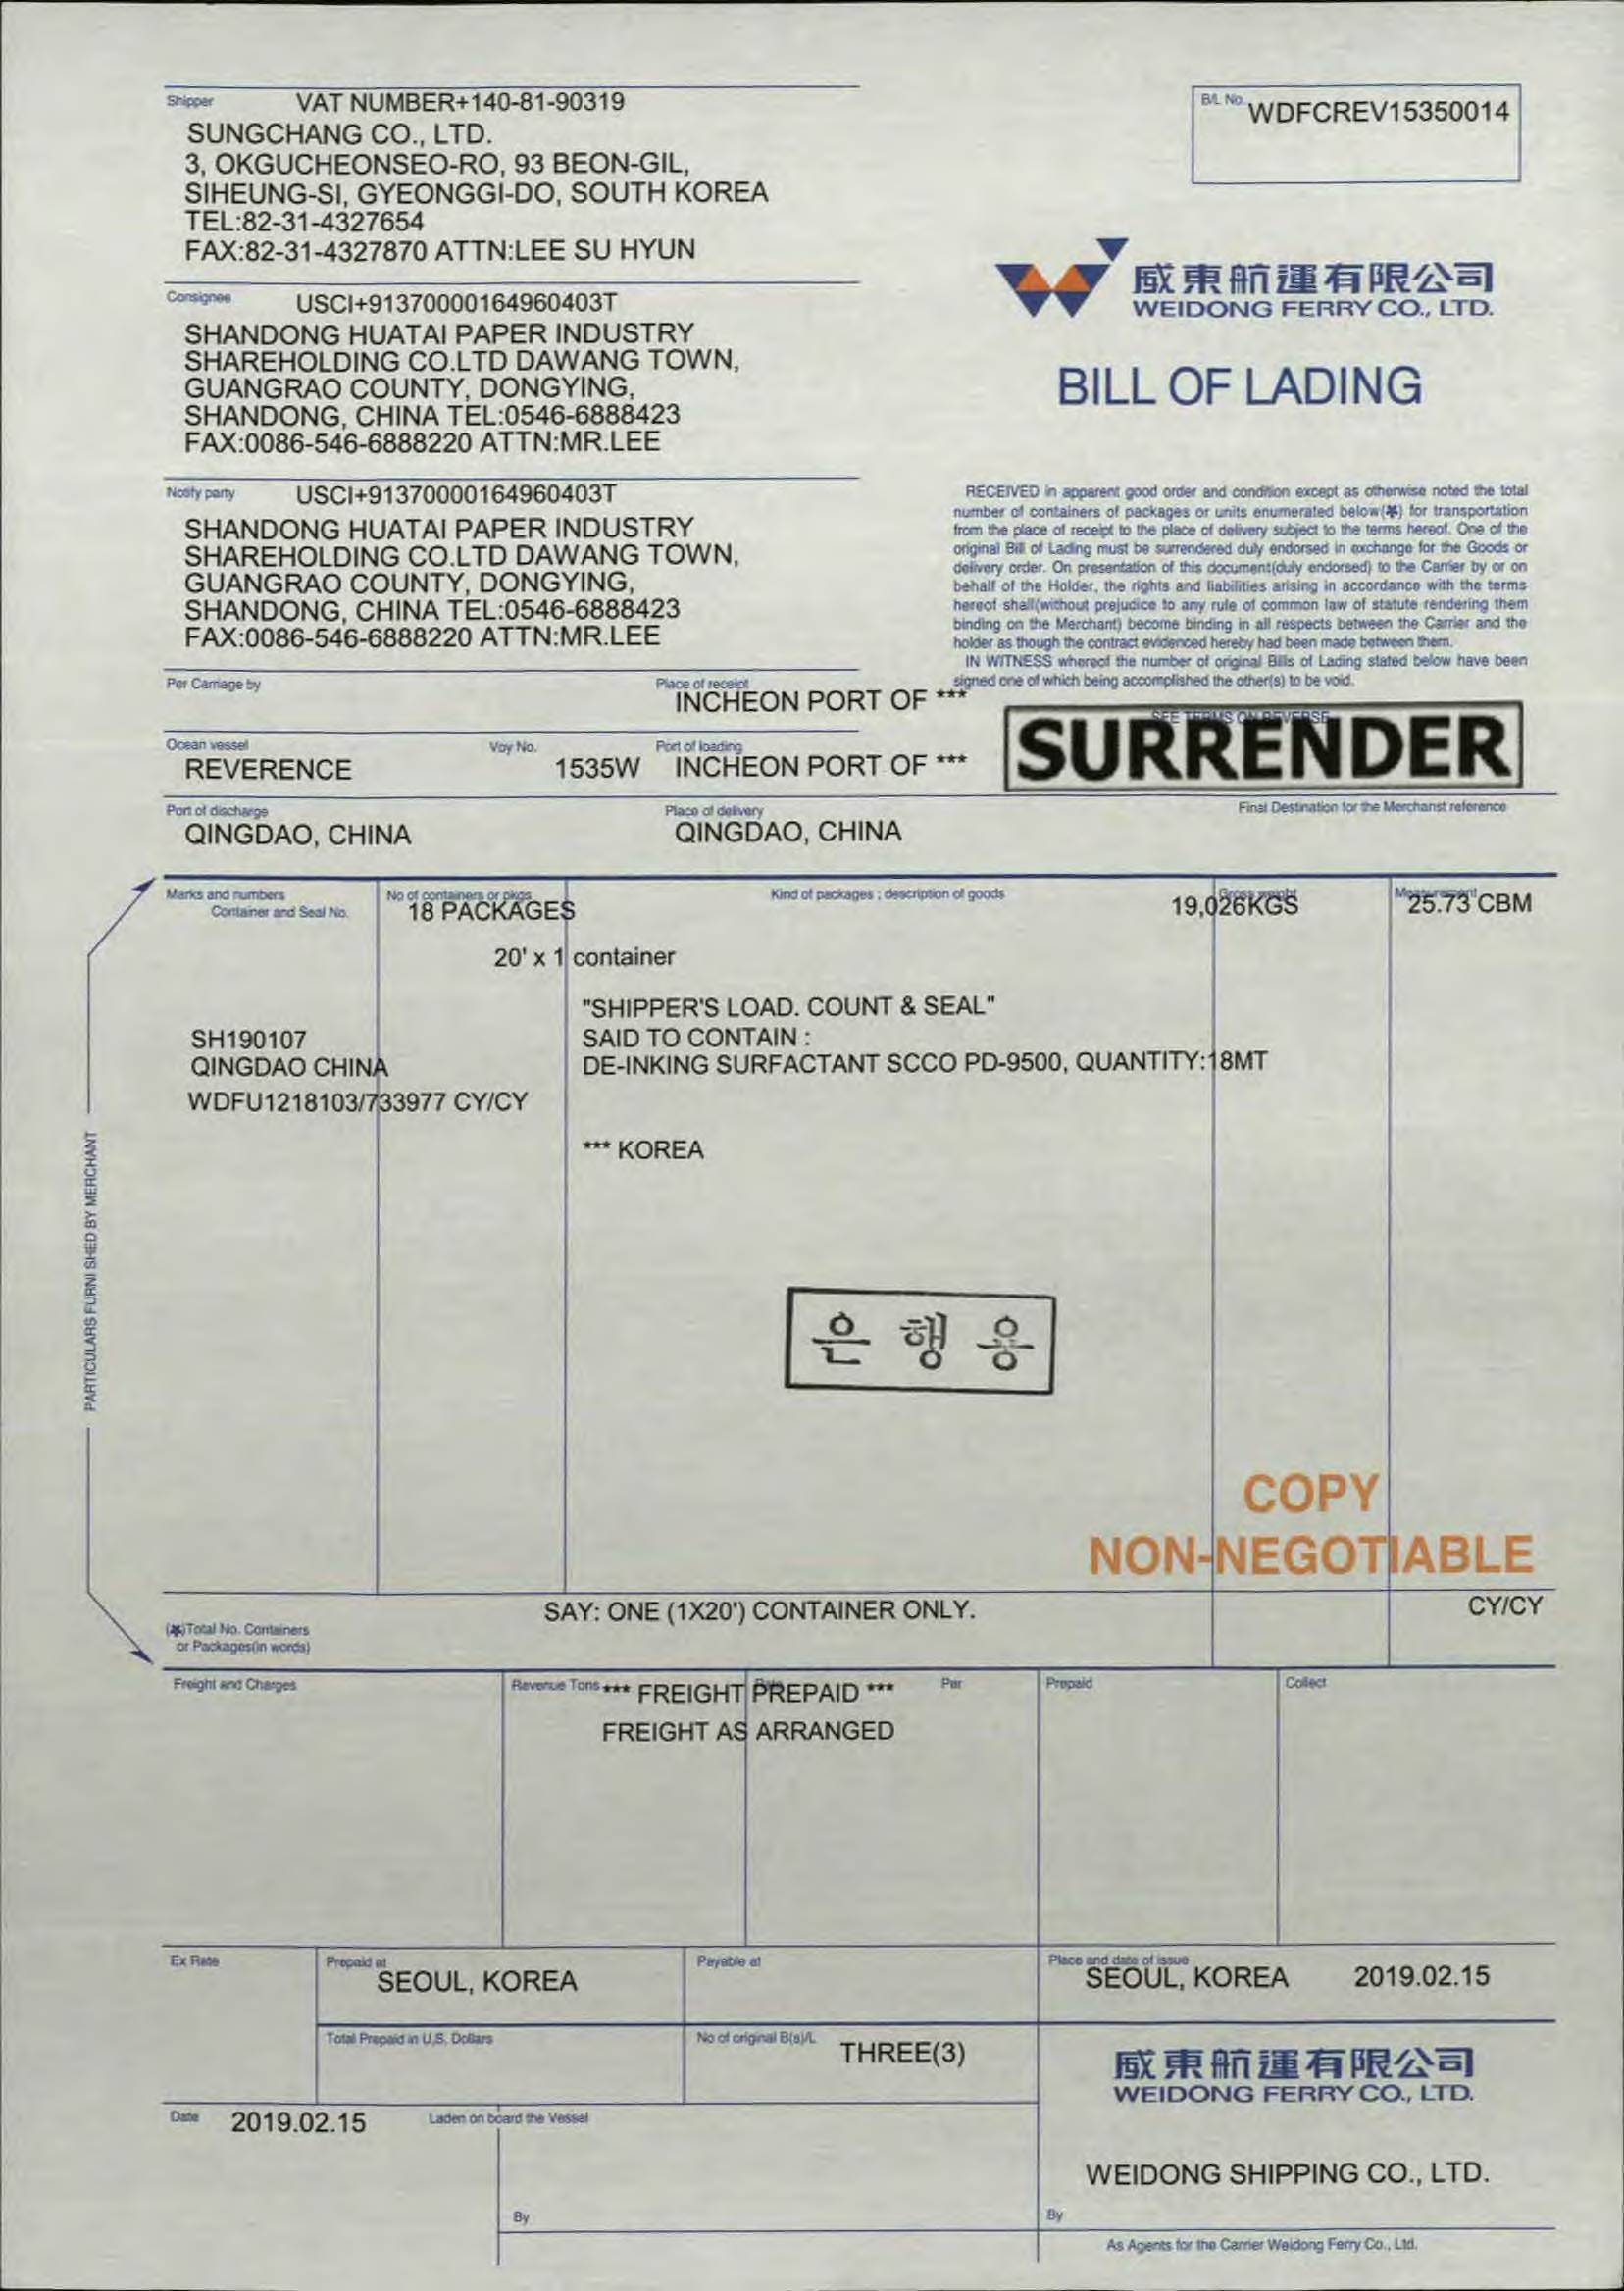 Shipper VAT NUMBER+140-81-90319
SUNGCHANG CO., LTD.
3, OKGUCHEONSEO-RO, 93 BEON-GIL,
SIHEUNG-SI, GYEONGGI-DO, SOUTH KOREA
TEL:82-31-4327654
FAX:82-31-4327870 ATTN:LEE SU HYUN
B/L No. WDFCREV15350014
威東航運有限公司
WEIDONG FERRY CO., LTD.
BILL OF LADING
Consignee USCI+91370000164960403T
SHANDONG HUATAI PAPER INDUSTRY
SHAREHOLDING CO.LTD DAWANG TOWN,
GUANGRAO COUNTY, DONGYING,
SHANDONG, CHINA TEL:0546-6888423
FAX:0086-546-6888220 ATTN:MR.LEE
Notify party USCI+91370000164960403T
SHANDONG HUATAI PAPER INDUSTRY
SHAREHOLDING CO.LTD DAWANG TOWN,
GUANGRAO COUNTY, DONGYING,
SHANDONG, CHINA TEL:0546-6888423
FAX:0086-546-6888220 ATTN:MR.LEE
RECEIVED in apparent good order and condition except as otherwise noted the total
number of containers of packages or units enumerated below(*) for transportation
from the place of receipt to the place of delivery subject to the terms hereof. One of the
original Bill of Lading must be surrendered duly endorsed in exchange for the Goods or
delivery order. On presentation of this document(duly endorsed) to the Carrier by or on
behalf of the Holder, the rights and liabilities arising in accordance with the terms
hereof shall(without prejudice to any rule of common law of statute rendering them
binding on the Merchant) become binding in all respects between the Carrier and the
holder as though the contract evidenced hereby had been made between them.
IN WITNESS whereof the number of original Bills of Lading stated below have been
signed one of which being accomplished the other(s) to be void.
SEE TERMS ON REVERSE
SURRENDER
Per Carriage by Place of receipt
INCHEON PORT OF ***
Ocean vessel Voy No. Port of loading
REVERENCE 1535W INCHEON PORT OF ***
Port of discharge Place of delivery Final Destination for the Merchanst reference
QINGDAO, CHINA QINGDAO, CHINA
Marks and numbers No of containers or pkgs Kind of packages ; description of goods Gross weight Measurement
Container and Seal No. 18 PACKAGES 19,026KGS 25.73 CBM
20' x 1 container
"SHIPPER'S LOAD. COUNT & SEAL"
SH190107 SAID TO CONTAIN :
QINGDAO CHINA DE-INKING SURFACTANT SCCO PD-9500, QUANTITY:18MT
WDFU1218103/733977 CY/CY
*** KOREA
PARTICULARS FURNI SHED BY MERCHANT
은행용
COPY
NON-NEGOTIABLE
SAY: ONE (1X20') CONTAINER ONLY. CY/CY
(*)Total No. Containers
or Packages(in words)
Freight and Charges Revenue Tons Rate Per Prepaid Collect
*** FREIGHT PREPAID ***
FREIGHT AS ARRANGED
Ex Rate Prepaid at Payable at Place and date of issue
SEOUL, KOREA SEOUL, KOREA 2019.02.15
Total Prepaid in U.S. Dollars No of original B(s)/L THREE(3)
威東航運有限公司
WEIDONG FERRY CO., LTD.
Date 2019.02.15 Laden on board the Vessel
WEIDONG SHIPPING CO., LTD.
By By
As Agents for the Carrier Weidong Ferry Co., Ltd.